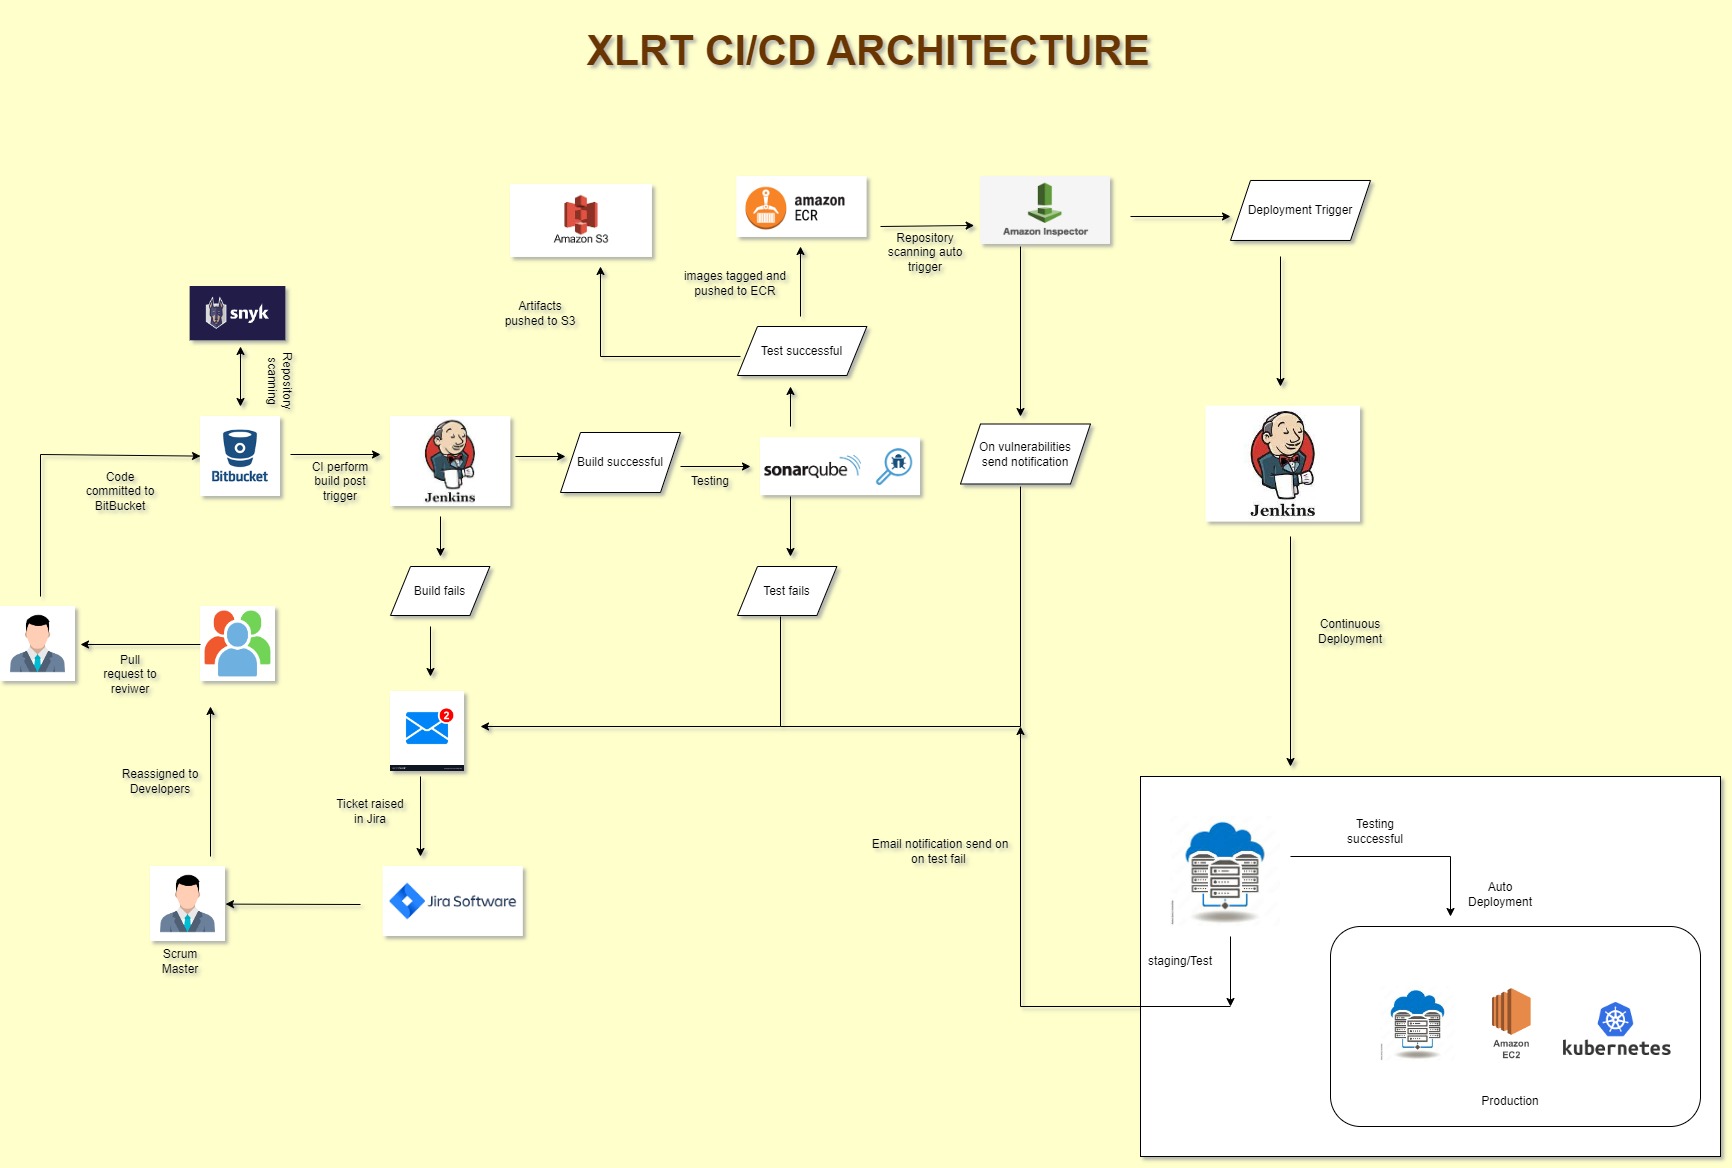 XLRT CI/CD ARCHITECTURE
Amazon S3
amazon
ECR
Amazon Inspector
Deployment Trigger
Repository
scanning auto
trigger
images tagged and
pushed to ECR
Artifacts
pushed to S3
snyk
Repository
scanning
Test successful
Bitbucket
Code
committed to
BitBucket
CI perform
build post
trigger
Jenkins
Build successful
Testing
sonarqube
On vulnerabilities
send notification
Jenkins
Build fails
Test fails
Continuous
Deployment
Pull
request to
reviwer
2
Reassigned to
Developers
Ticket raised
in Jira
Jira Software
Scrum
Master
Email notification send on
on test fail
Testing
successful
Auto
Deployment
staging/Test
Amazon
EC2
kubernetes
Production